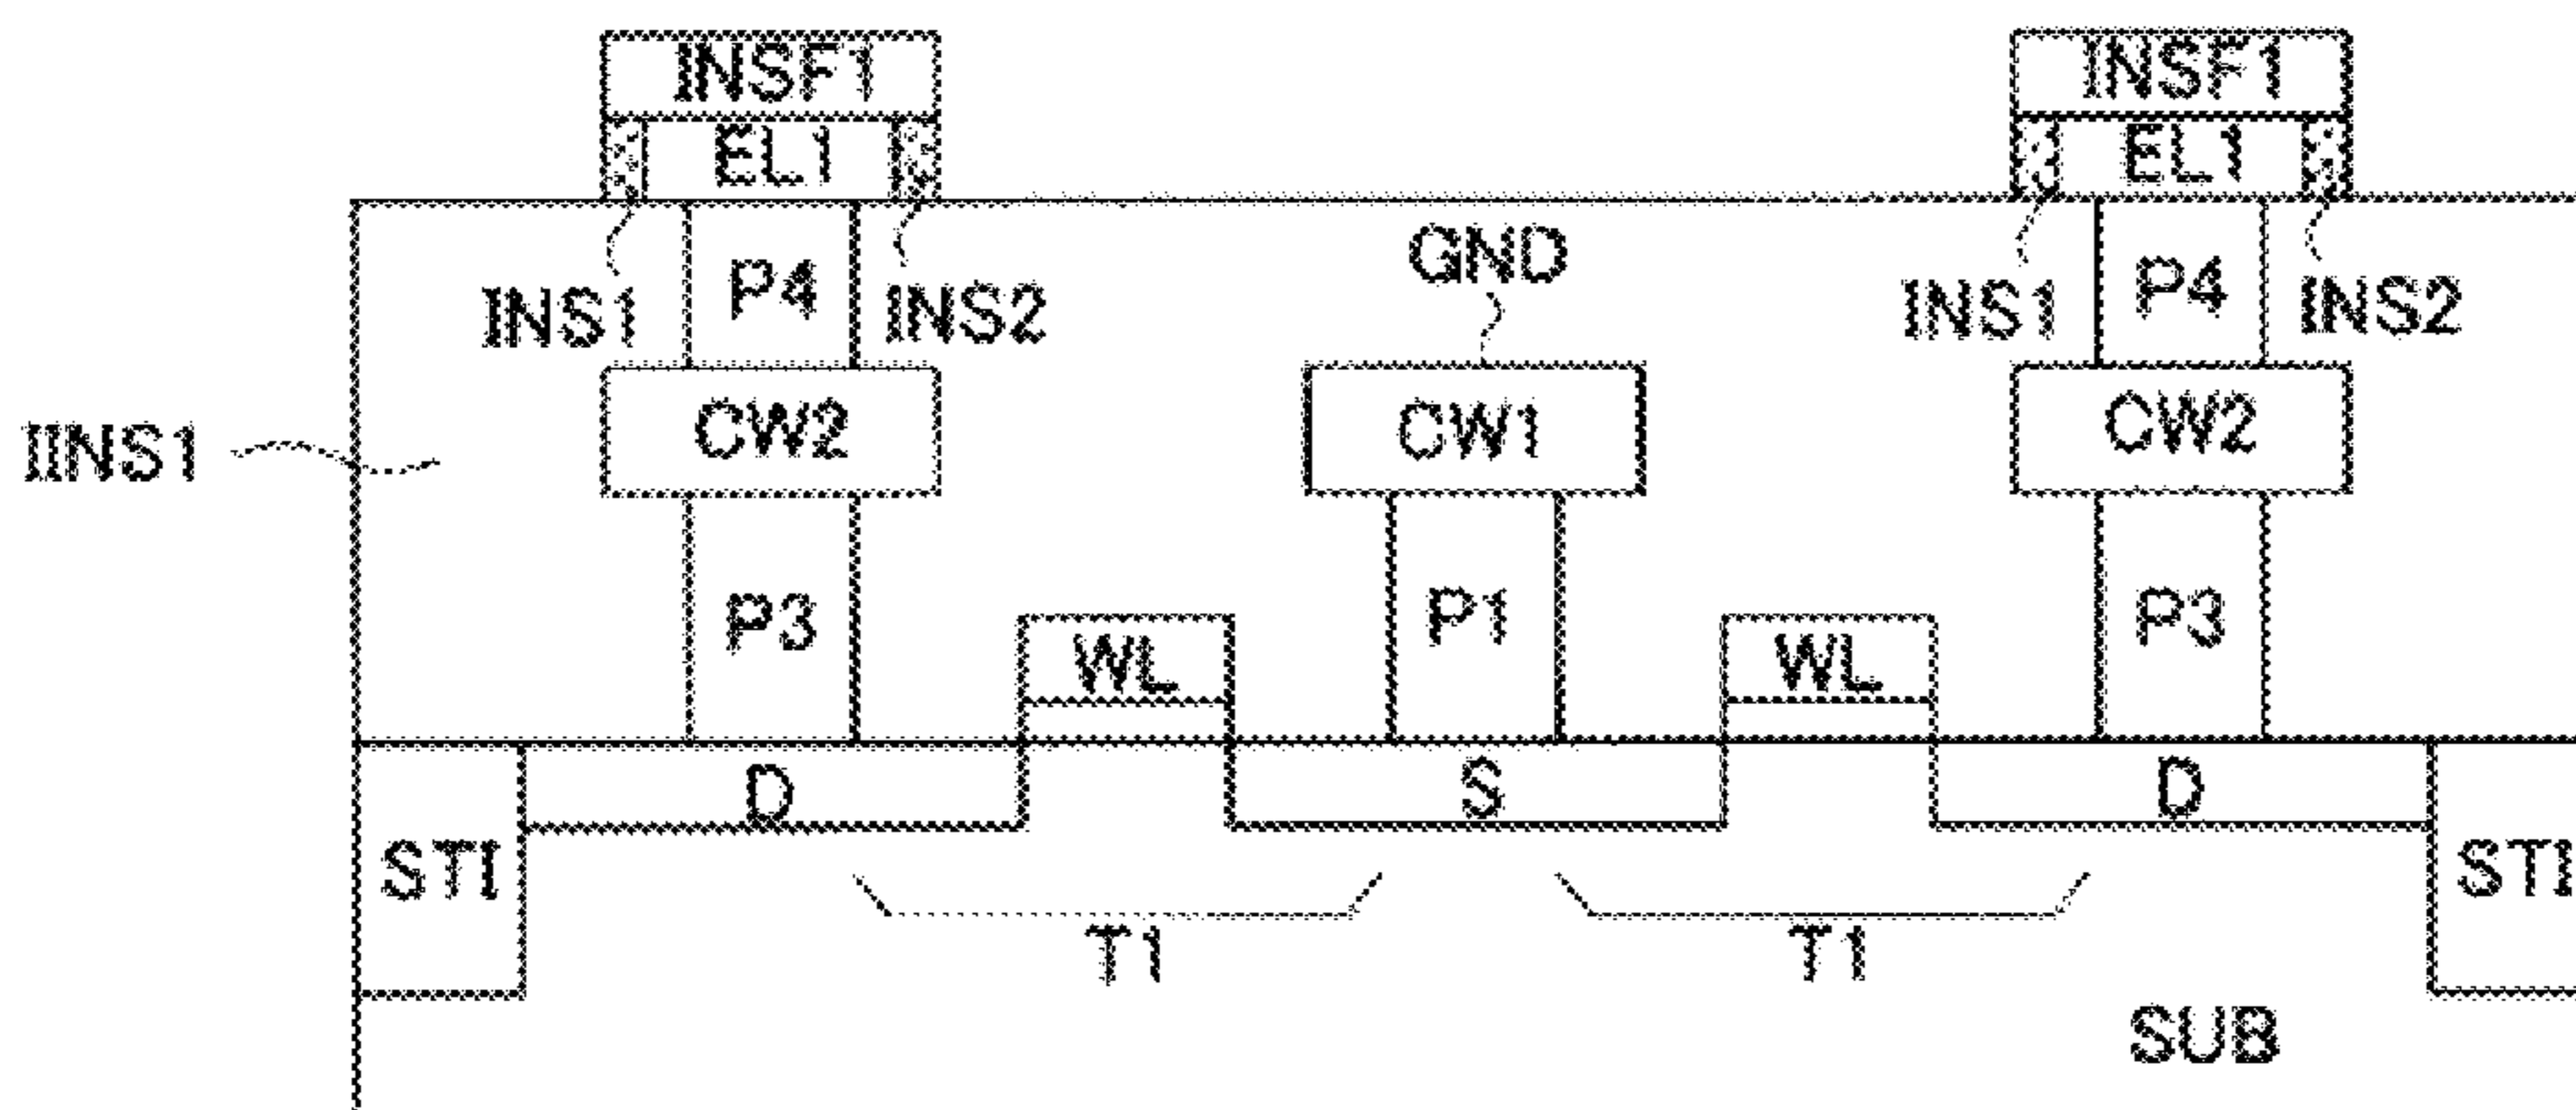 INSF1 INSF1
EL1 EL1
GND
P4 P4
INS1 INS2 INS1 INS2
CW2 CW1 CW2
IINS1
P3 P1 P3
WL WL
D S D
STI STI
T1 T1
SUB